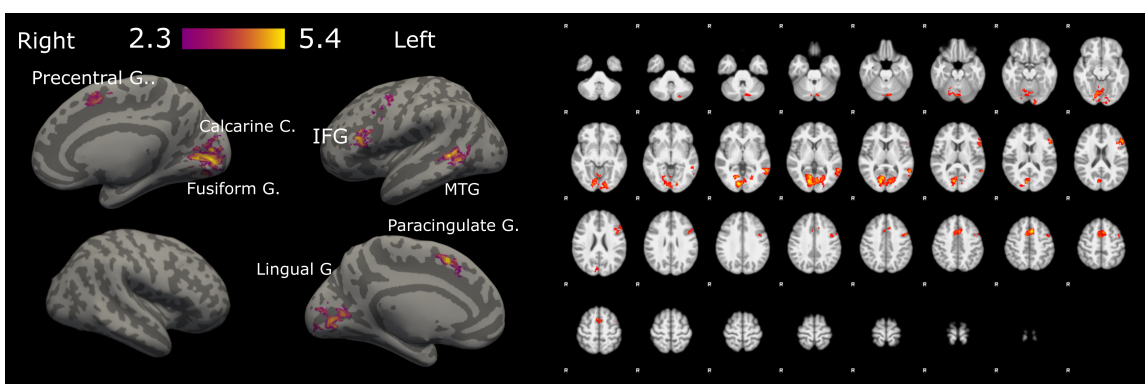 Right 2.3 5.4 Left
Precentral G..
Calcarine C.
IFG
Fusiform G.
MTG
Paracingulate G.
Lingual G
R R R R R R R R
R R R R R R R R
R R R R R R R R
R R R R R R R R
R R R R R R R R